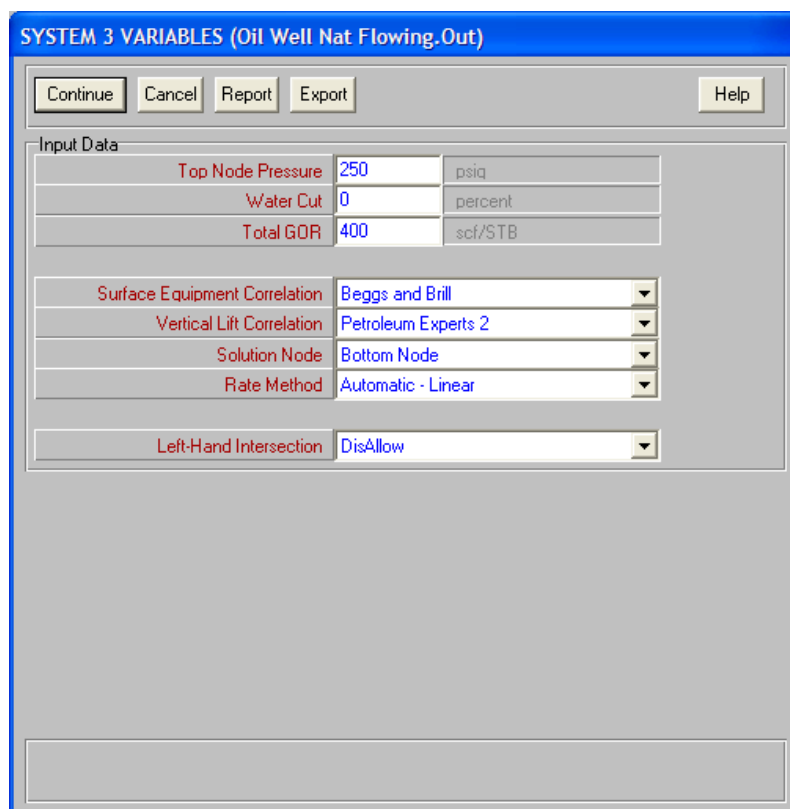 SYSTEM 3 VARIABLES (Oil Well Nat Flowing.Out)
Continue Cancel Report Export Help
Input Data
Top Node Pressure 250 psig
Water Cut 0 percent
Total GOR 400 scf/STB
Surface Equipment Correlation Beggs and Brill
Vertical Lift Correlation Petroleum Experts 2
Solution Node Bottom Node
Rate Method Automatic - Linear
Left-Hand Intersection DisAllow